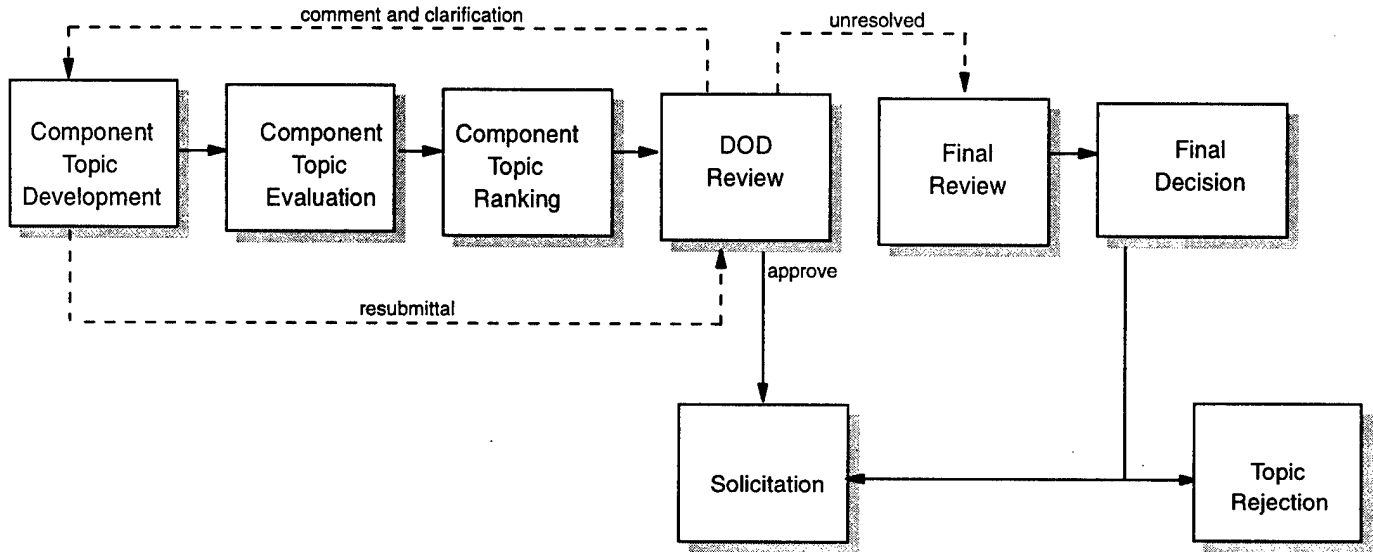 comment and clarification
unresolved
Component
Topic
Development
Component
Topic
Evaluation
Component
Topic
Ranking
DOD
Review
Final
Review
Final
Decision
approve
resubmittal
Solicitation
Topic
Rejection